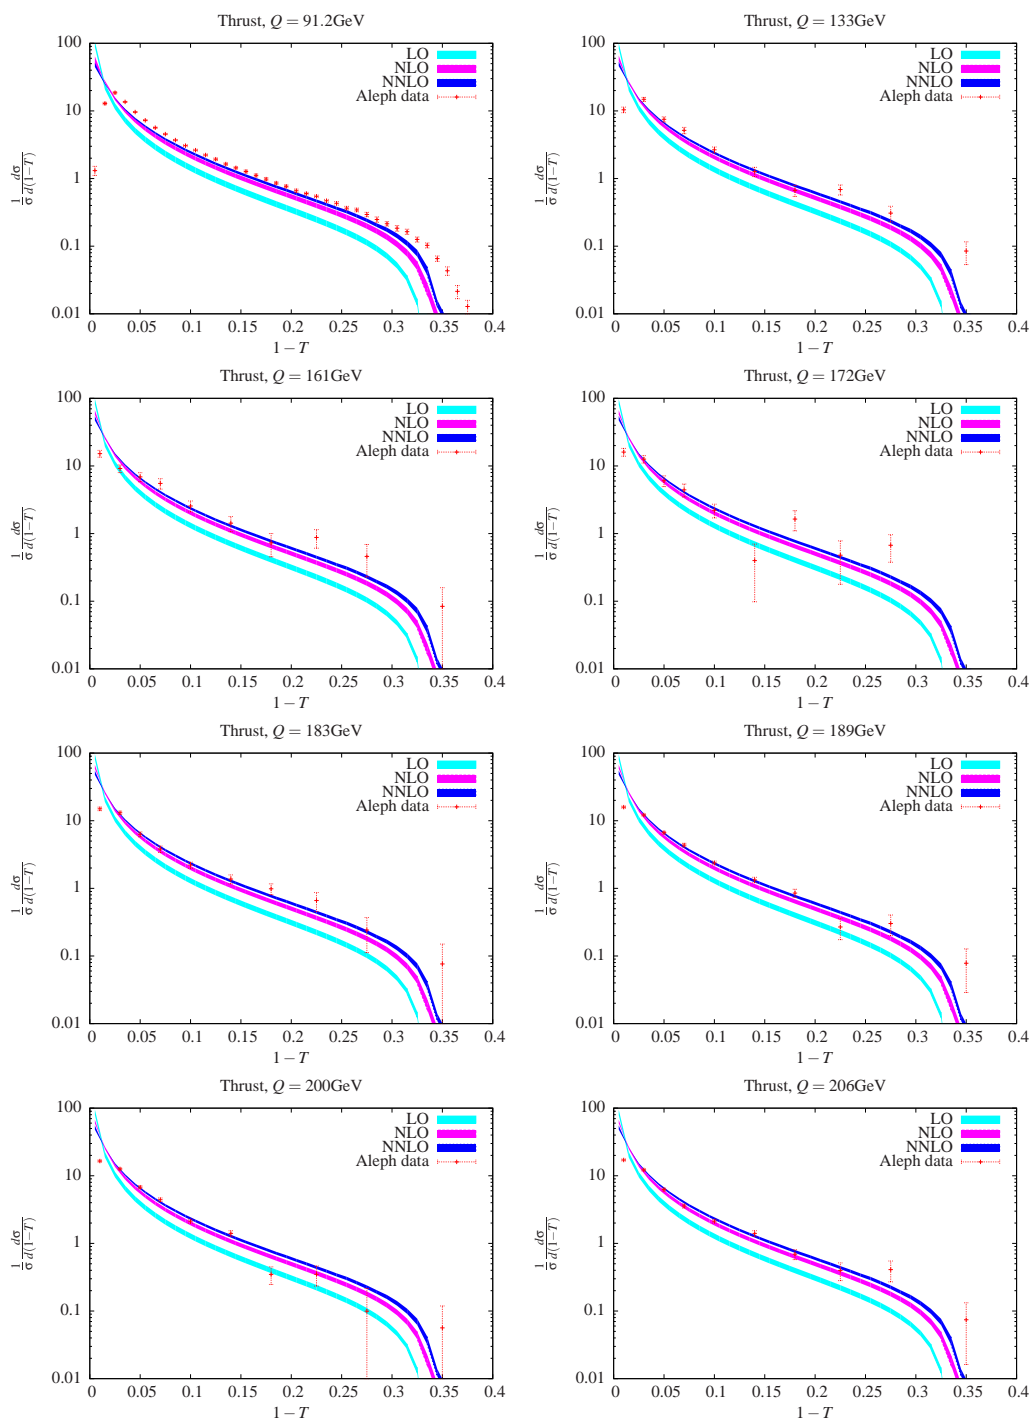 Thrust, Q = 91.2GeV
100
10
1
0.1
0.01
1/σ dσ/d(1−T)
LO
NLO
NNLO
Aleph data
0 0.05 0.1 0.15 0.2 0.25 0.3 0.35 0.4
1 − T
Thrust, Q = 133GeV
100
10
1
0.1
0.01
1/σ dσ/d(1−T)
LO
NLO
NNLO
Aleph data
0 0.05 0.1 0.15 0.2 0.25 0.3 0.35 0.4
1 − T
Thrust, Q = 161GeV
100
10
1
0.1
0.01
1/σ dσ/d(1−T)
LO
NLO
NNLO
Aleph data
0 0.05 0.1 0.15 0.2 0.25 0.3 0.35 0.4
1 − T
Thrust, Q = 172GeV
100
10
1
0.1
0.01
1/σ dσ/d(1−T)
LO
NLO
NNLO
Aleph data
0 0.05 0.1 0.15 0.2 0.25 0.3 0.35 0.4
1 − T
Thrust, Q = 183GeV
100
10
1
0.1
0.01
1/σ dσ/d(1−T)
LO
NLO
NNLO
Aleph data
0 0.05 0.1 0.15 0.2 0.25 0.3 0.35 0.4
1 − T
Thrust, Q = 189GeV
100
10
1
0.1
0.01
1/σ dσ/d(1−T)
LO
NLO
NNLO
Aleph data
0 0.05 0.1 0.15 0.2 0.25 0.3 0.35 0.4
1 − T
Thrust, Q = 200GeV
100
10
1
0.1
0.01
1/σ dσ/d(1−T)
LO
NLO
NNLO
Aleph data
0 0.05 0.1 0.15 0.2 0.25 0.3 0.35 0.4
1 − T
Thrust, Q = 206GeV
100
10
1
0.1
0.01
1/σ dσ/d(1−T)
LO
NLO
NNLO
Aleph data
0 0.05 0.1 0.15 0.2 0.25 0.3 0.35 0.4
1 − T